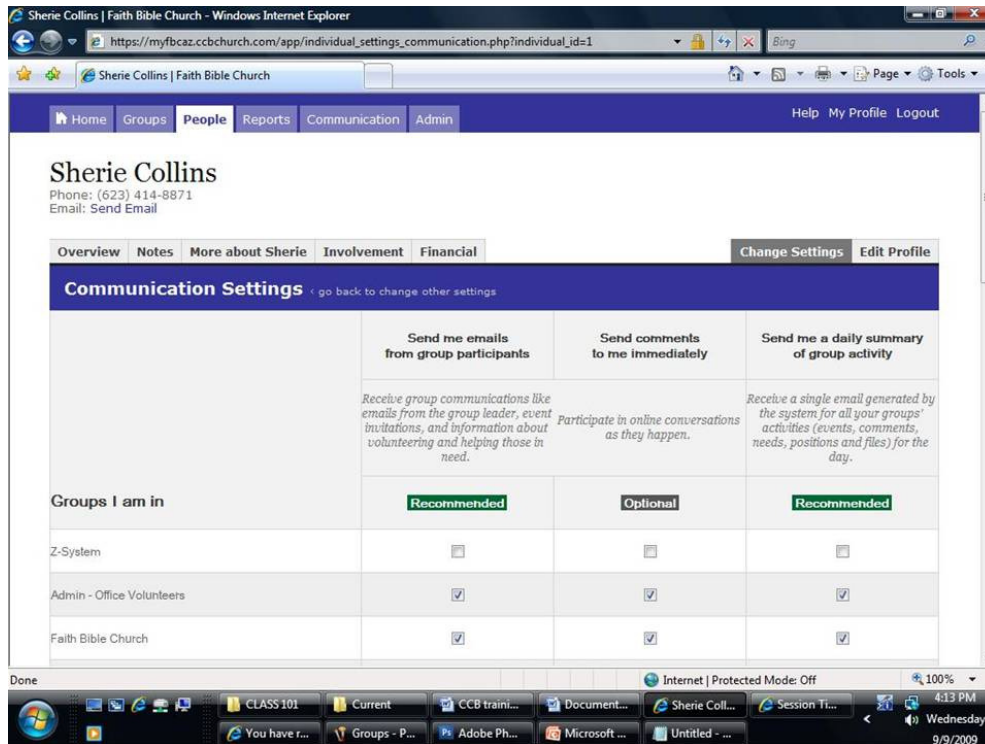 Sherie Collins | Faith Bible Church - Windows Internet Explorer
https://myfbcaz.ccbchurch.com/app/individual_settings_communication.php?individual_id=1
Bing
Sherie Collins | Faith Bible Church
Page
Tools
Home Groups People Reports Communication Admin
Help My Profile Logout
Sherie Collins
Phone: (623) 414-8871
Email: Send Email
Overview Notes More about Sherie Involvement Financial
Change Settings Edit Profile
Communication Settings ‹ go back to change other settings
Send me emails
from group participants
Send comments
to me immediately
Send me a daily summary
of group activity
Receive group communications like
emails from the group leader, event
invitations, and information about
volunteering and helping those in
need.
Participate in online conversations
as they happen.
Receive a single email generated by
the system for all your groups'
activities (events, comments,
needs, positions and files) for the
day.
Groups I am in
Recommended
Optional
Recommended
Z-System
Admin - Office Volunteers
Faith Bible Church
Done
Internet | Protected Mode: Off
100%
CLASS 101
Current
CCB traini...
Document...
Sherie Coll...
Session Ti...
4:13 PM
You have r...
Groups - P...
Adobe Ph...
Microsoft ...
Untitled - ...
Wednesday
9/9/2009